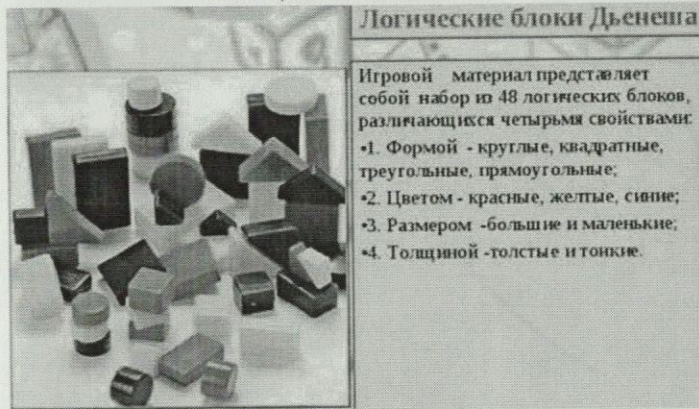 Логические блоки Дьенеша
Игровой материал представляет
собой набор из 48 логических блоков,
различающихся четырьмя свойствами:
•1. Формой - круглые, квадратные,
треугольные, прямоугольные;
•2. Цветом - красные, желтые, синие;
•3. Размером -большие и маленькие;
•4. Толщиной -толстые и тонкие.